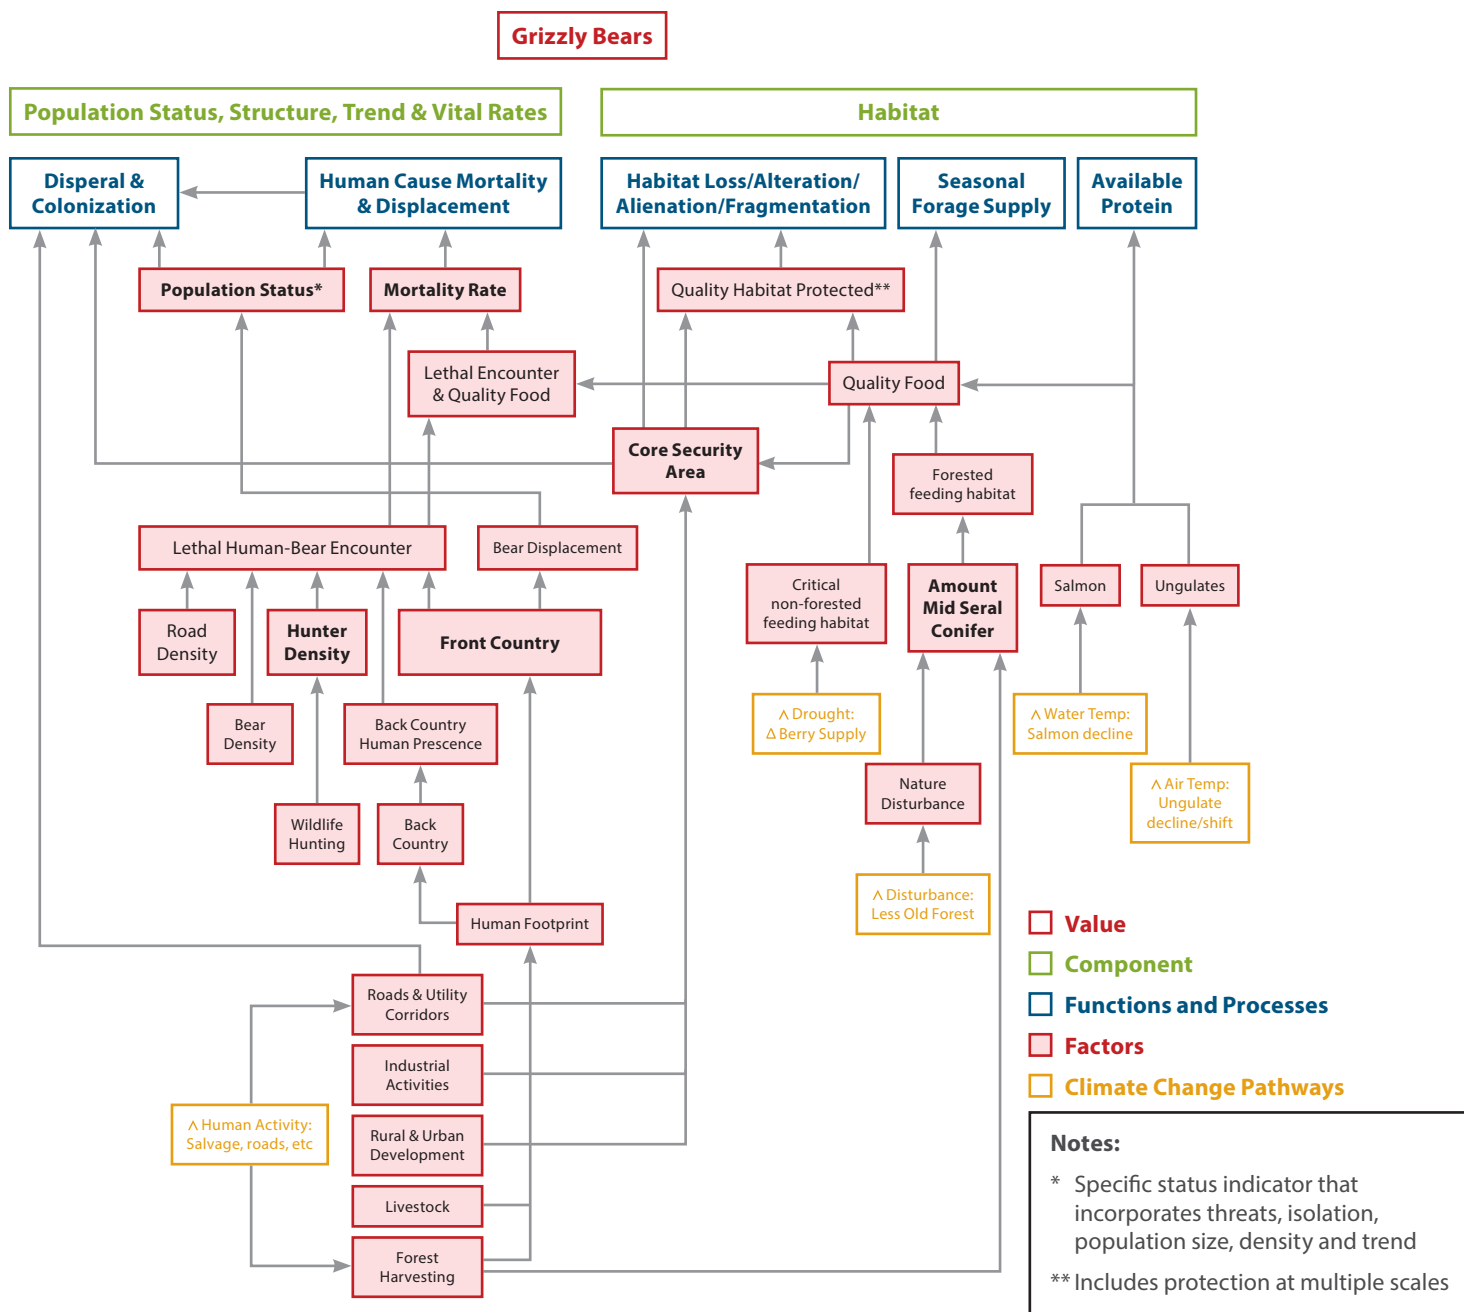 Grizzly Bears
Population Status, Structure, Trend & Vital Rates
Habitat
Disperal &
Colonization
Human Cause Mortality
& Displacement
Habitat Loss/Alteration/
Alienation/Fragmentation
Seasonal
Forage Supply
Available
Protein
Population Status*
Mortality Rate
Quality Habitat Protected**
Lethal Encounter
& Quality Food
Quality Food
Core Security
Area
Forested
feeding habitat
Lethal Human-Bear Encounter
Bear Displacement
Critical
non-forested
feeding habitat
Amount
Mid Seral
Conifer
Salmon
Ungulates
Road
Density
Hunter
Density
Front Country
Bear
Density
Back Country
Human Prescence
∧ Drought:
Δ Berry Supply
∧ Water Temp:
Salmon decline
Nature
Disturbance
∧ Air Temp:
Ungulate
decline/shift
Wildlife
Hunting
Back
Country
∧ Disturbance:
Less Old Forest
Human Footprint
Roads & Utility
Corridors
Industrial
Activities
∧ Human Activity:
Salvage, roads, etc
Rural & Urban
Development
Livestock
Forest
Harvesting
Value
Component
Functions and Processes
Factors
Climate Change Pathways
Notes:
* Specific status indicator that
incorporates threats, isolation,
population size, density and trend
** Includes protection at multiple scales